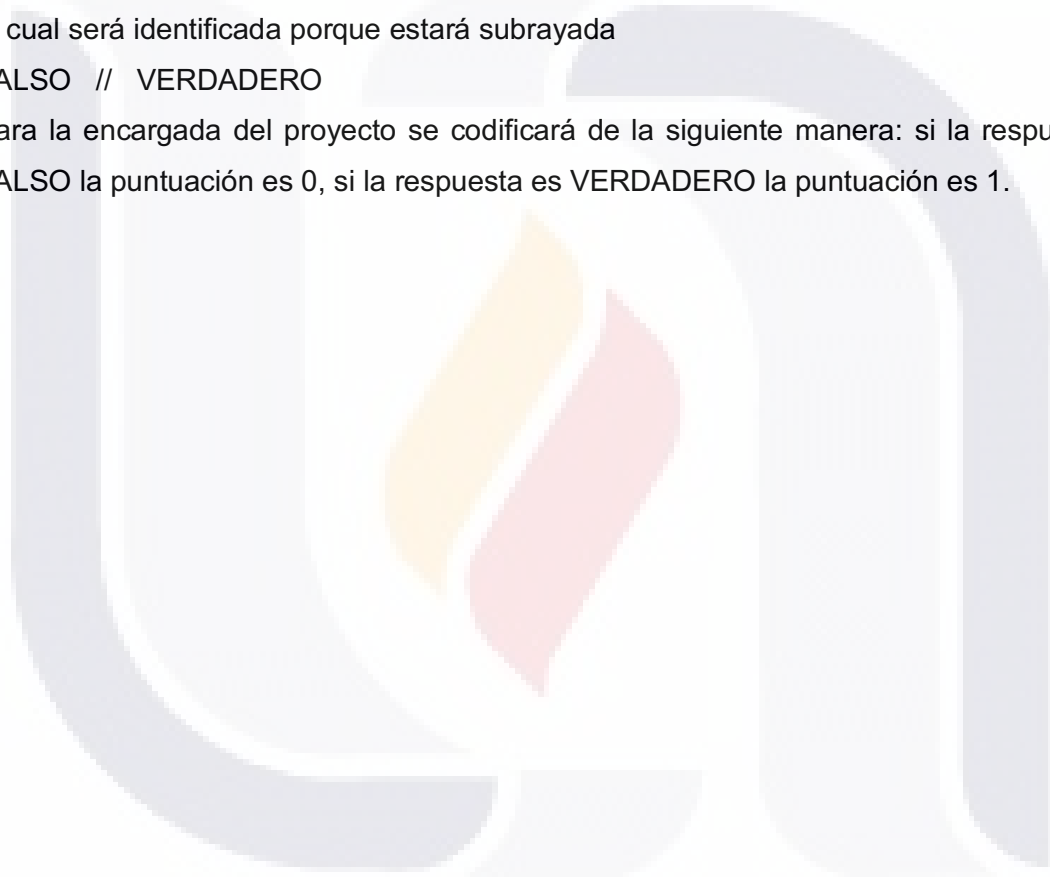 cual será identificada porque estará subrayada
ALSO // VERDADERO
ara la encargada del proyecto se codificará de la siguiente manera: si la respu
ALSO la puntuación es 0, si la respuesta es VERDADERO la puntuación es 1.